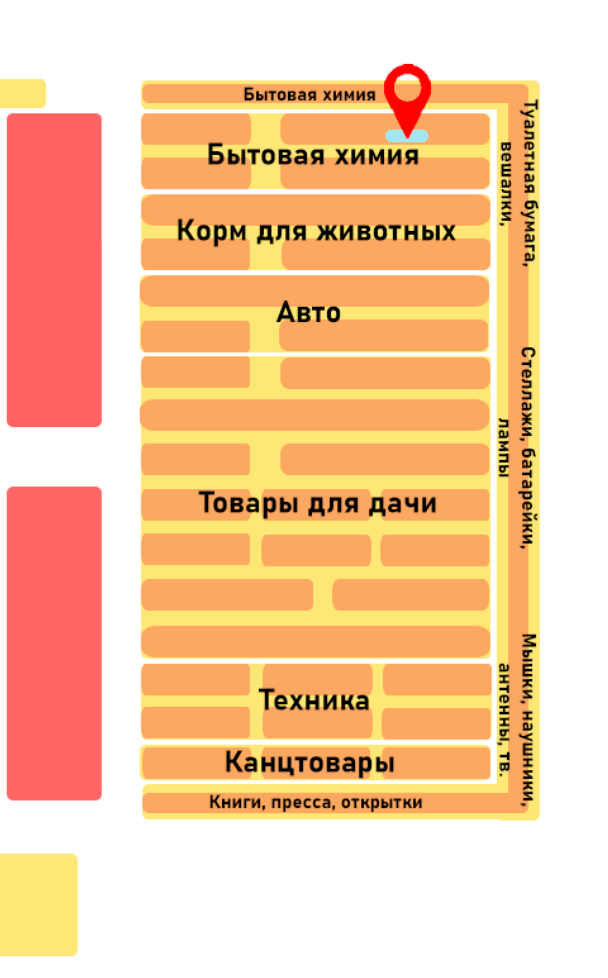 Бытовая химия
Бытовая химия
Корм для животных
Авто
Товары для дачи
Техника
Канцтовары
Книги, пресса, открытки
Туалетная бумага,
вешалки,
Стеллажи, батарейки,
лампы
Мышки, наушники,
антенны, тв.